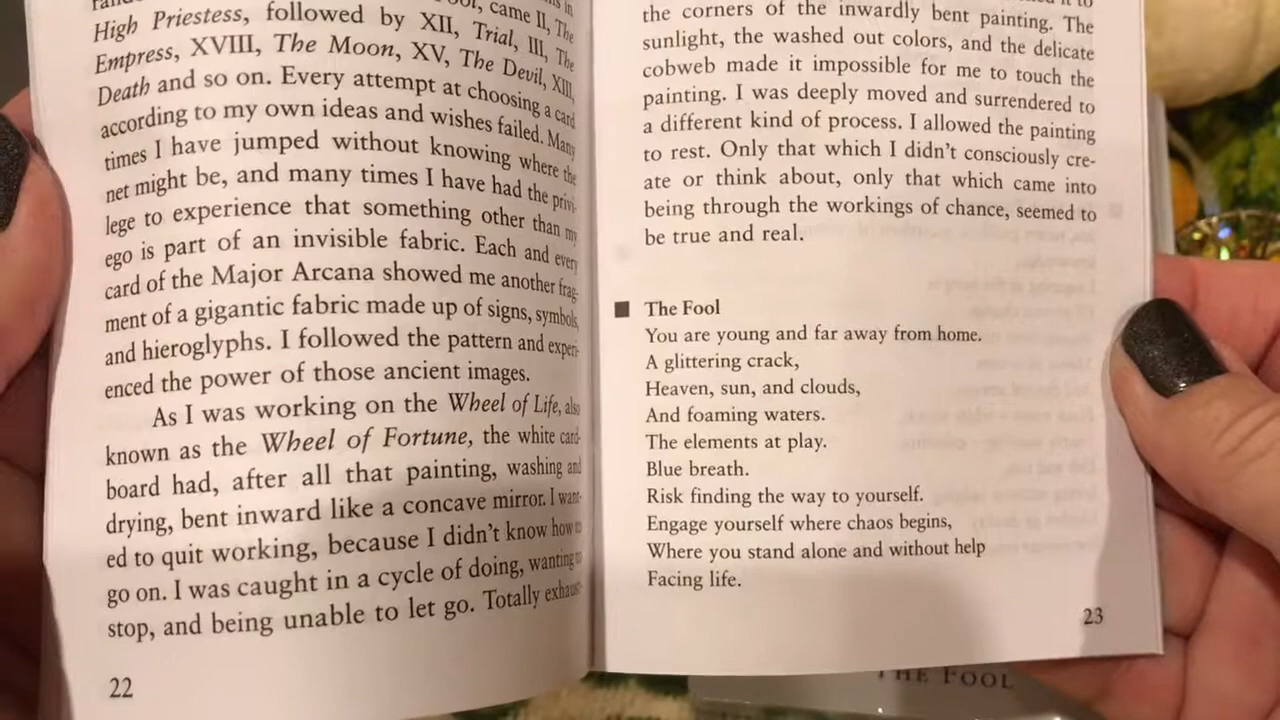 High Priestess, followed by XII, Trial, III, The
Empress, XVIII, The Moon, XV, The Devil, XIII,
Death and so on. Every attempt at choosing a card
according to my own ideas and wishes failed. Many
times I have jumped without knowing where the
net might be, and many times I have had the privi-
lege to experience that something other than my
ego is part of an invisible fabric. Each and every
card of the Major Arcana showed me another frag-
ment of a gigantic fabric made up of signs, symbols,
and hieroglyphs. I followed the pattern and experi-
enced the power of those ancient images.
As I was working on the Wheel of Life, also
known as the Wheel of Fortune, the white card-
board had, after all that painting, washing and
drying, bent inward like a concave mirror. I want-
ed to quit working, because I didn't know how to
go on. I was caught in a cycle of doing, wanting to
stop, and being unable to let go. Totally exhaus-
22
the corners of the inwardly bent painting. The
sunlight, the washed out colors, and the delicate
cobweb made it impossible for me to touch the
painting. I was deeply moved and surrendered to
a different kind of process. I allowed the painting
to rest. Only that which I didn't consciously cre-
ate or think about, only that which came into
being through the workings of chance, seemed to
be true and real.
The Fool
You are young and far away from home.
A glittering crack,
Heaven, sun, and clouds,
And foaming waters.
The elements at play.
Blue breath.
Risk finding the way to yourself.
Engage yourself where chaos begins,
Where you stand alone and without help
Facing life.
23
THE FOOL